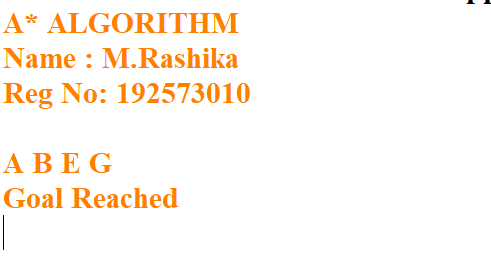 A* ALGORITHM
Name : M.Rashika
Reg No: 192573010
A B E G
Goal Reached